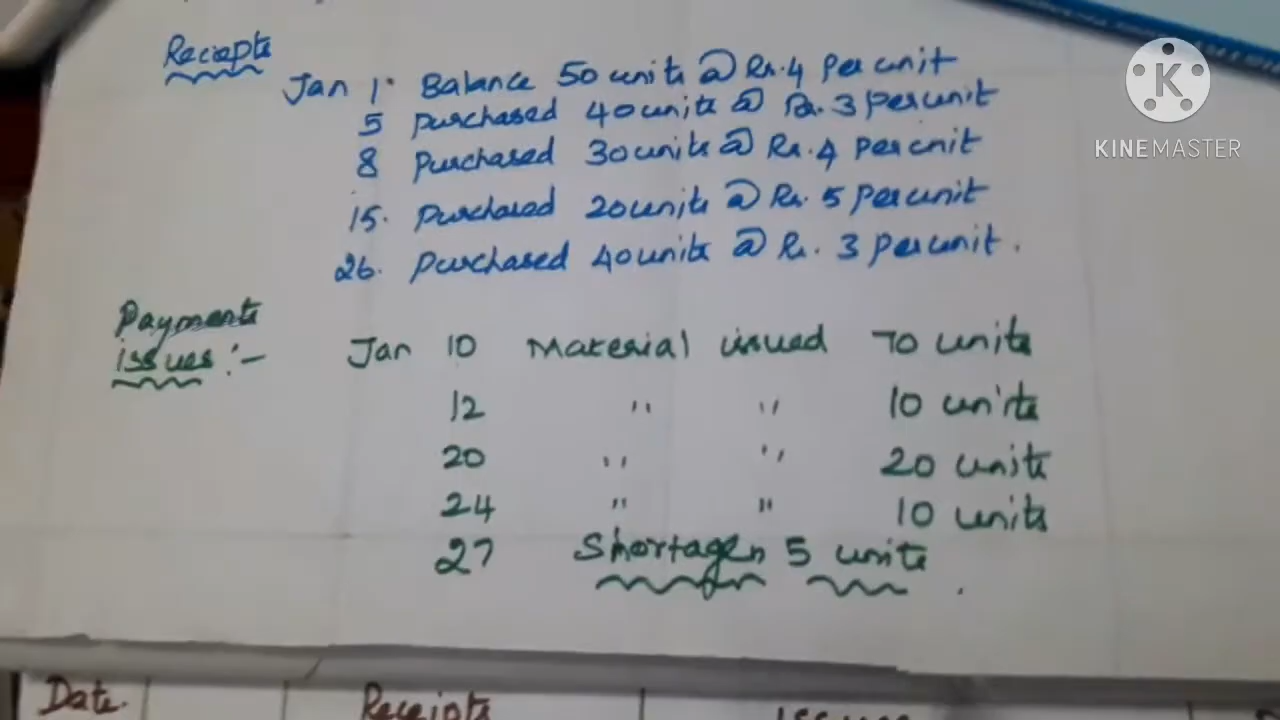 Reciepts
Jan 1. Balance 50 units @ Rs. 4 per unit
5 purchased 40 units @ Rs. 3 per unit
8 purchased 30 units @ Rs. 4 per unit
15. purchased 20 units @ Rs. 5 per unit
26. purchased 40 units @ Rs. 3 per unit.
Payments
issues :-
Jan 10 Material issued 70 units
12 " " 10 units
20 " " 20 units
24 " " 10 units
27 Shortages 5 units.
Date. Receipts
K
KINEMASTER